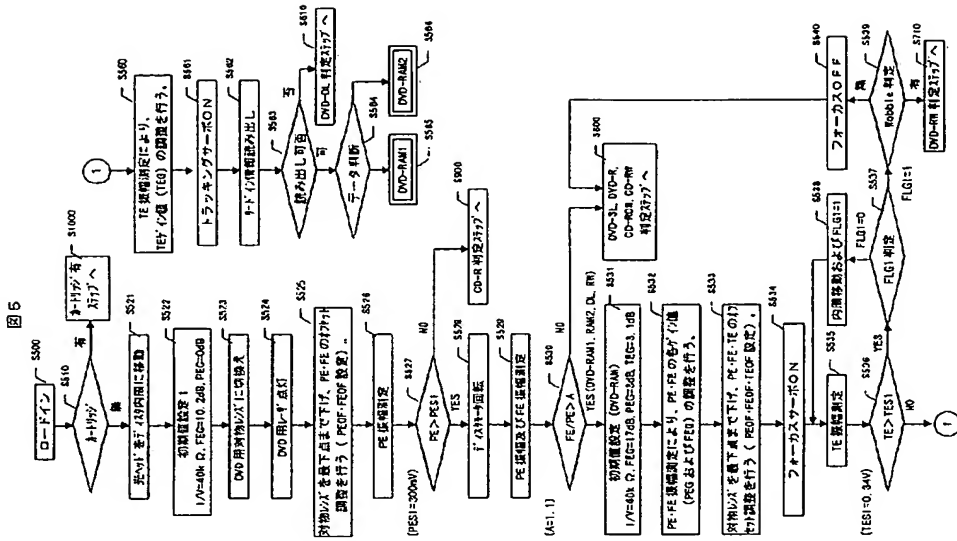 図5
ロードイン
S500
カートリッジ
S510
有
無
カートリッジ有
ステップへ
S1000
光ヘッドをディスク内周に移動
S521
初期値設定1
I/V=40kΩ, FEG=10.2dB, PEG=0dB
S522
DVD用対物レンズに切換え
S523
DVD用レーザ点灯
S524
対物レンズを最下点まで下げ、PE・FEのオフセット
調整を行う(PEOF・FEOF設定)。
S525
PE振幅測定
S526
(PES1=300mV)
PE>PES1
S527
NO
YES
CD-R判定ステップへ
S900
ディスクモータ回転
S528
PE振幅及びFE振幅測定
S529
(A=1.1)
FE/PE>A
S530
NO
YES(DVD-RAM1, RAM2, DL, RW)
DVD-SL, DVD-R,
CD-ROM, CD-RW
判定ステップへ
S600
初期値設定(DVD-RAM)
I/V=40kΩ, FEG=17dB, PEG=8dB, TEG=3.1dB
S531
PE・FE振幅測定により、PE・FEの各ゲイン値
(PEGおよびFEG)の調整を行う。
S532
対物レンズを最下点まで下げ、PE・FE・TEのオフ
セット調整を行う(PEOF・FEOF・TEOF設定)。
S533
フォーカスサーボON
S534
TE振幅測定
S535
(TES1=0.34V)
TE>TES1
S536
YES
NO
1
FLG1判定
S537
FLG1=0
FLG1=1
内周移動およびFLG1=1
S538
Wobble判定
S539
無
有
フォーカスOFF
S540
DVD-RW判定ステップへ
S710
1
TE振幅測定により、
TEゲイン値(TEG)の調整を行う。
S560
トラッキングサーボON
S561
リードイン情報読み出し
S562
読み出し可否
S563
否
可
DVD-DL判定ステップへ
S610
データ判断
S564
DVD-RAM1
S565
DVD-RAM2
S566